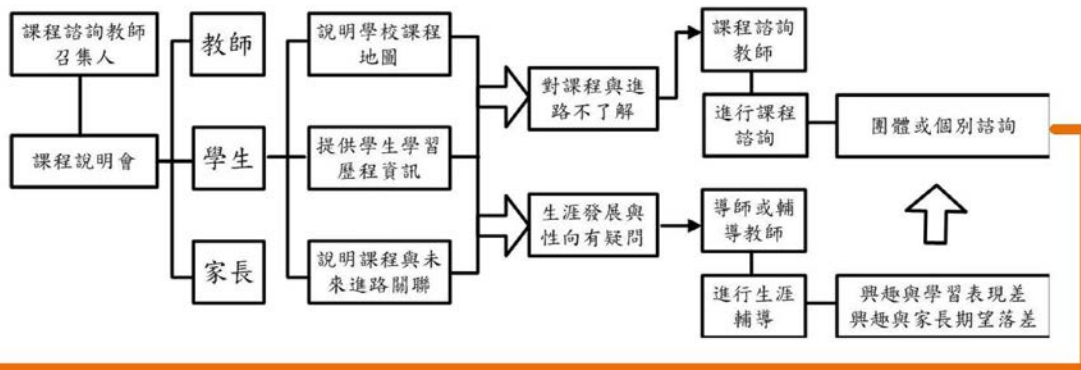 課程諮詢教師
召集人
課程說明會
教師
學生
家長
說明學校課程
地圖
提供學生學習
歷程資訊
說明課程與未
來進路關聯
對課程與進
路不了解
生涯發展與
性向有疑問
課程諮詢
教師
進行課程
諮詢
團體或個別諮詢
導師或輔
導教師
進行生涯
輔導
興趣與學習表現差
興趣與家長期望落差